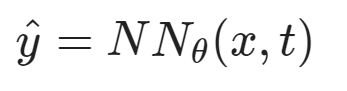 ŷ = NN_θ(x, t)